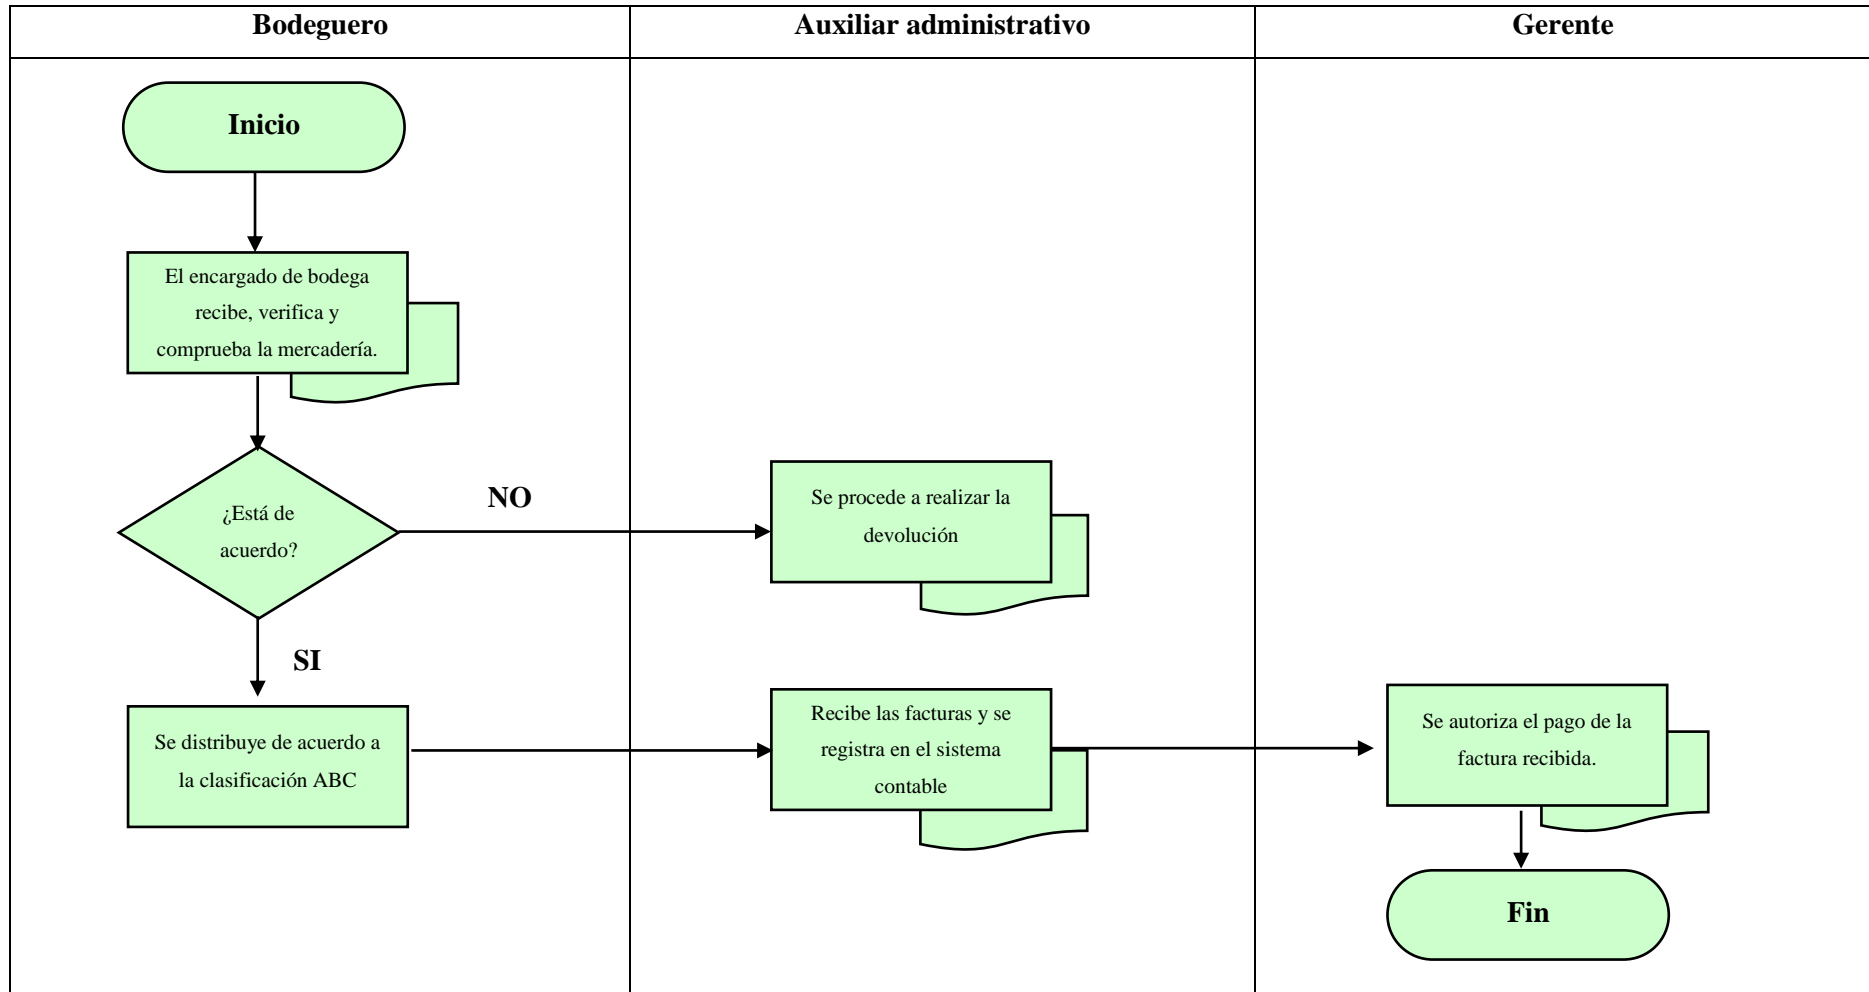 Bodeguero
Auxiliar administrativo
Gerente
Inicio
El encargado de bodega
recibe, verifica y
comprueba la mercadería.
¿Está de
acuerdo?
NO
Se procede a realizar la
devolución
SI
Se distribuye de acuerdo a
la clasificación ABC
Recibe las facturas y se
registra en el sistema
contable
Se autoriza el pago de la
factura recibida.
Fin